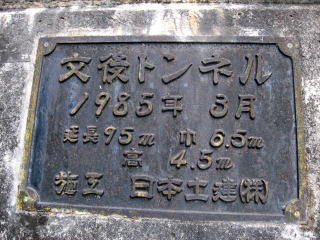 文後トンネル
1985年 3月
延長95m 巾 6.5m
高 4.5m
施工 日本土建(株)